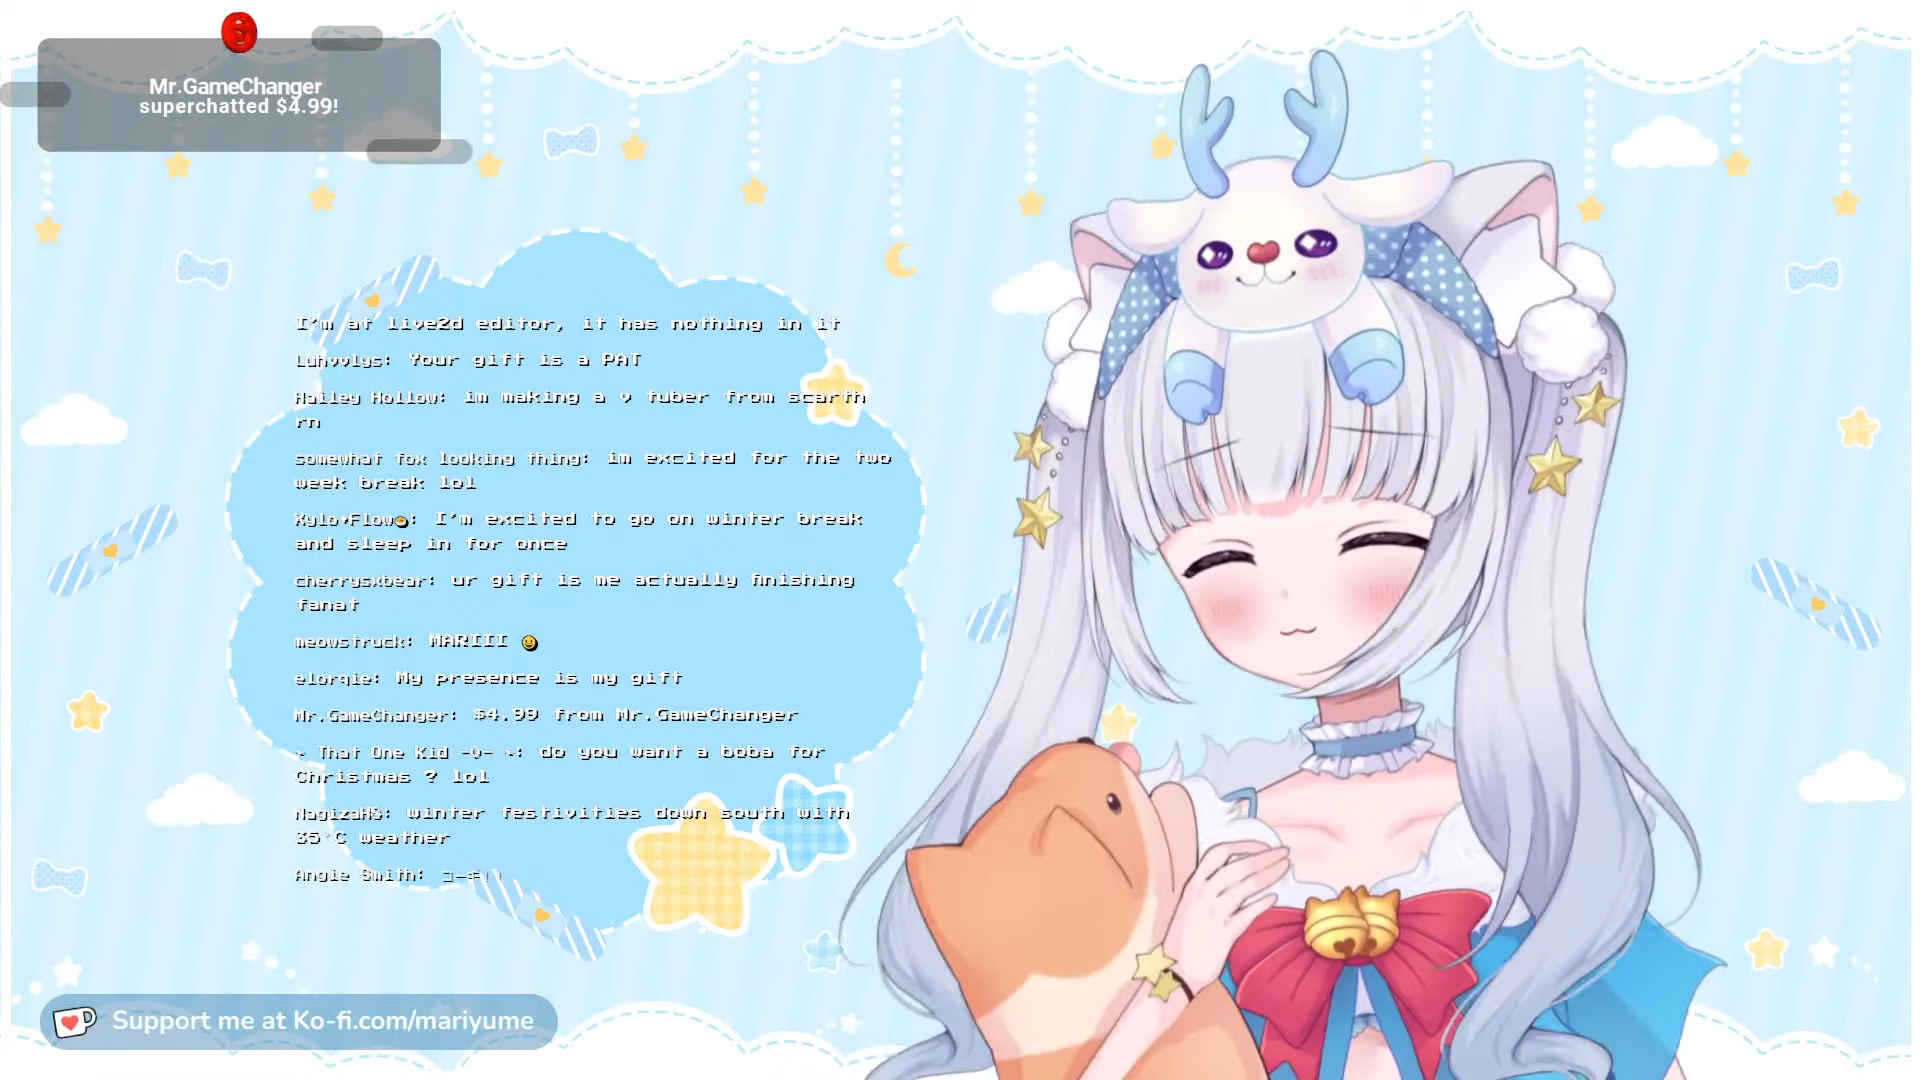 Mr.GameChanger
superchatted $4.99!
I'm at live2d editor, it has nothing in it
Luhvvlys: Your gift is a PAT
Hailey Hollow: im making a v tuber from scarth
rn
somewhat fox looking thing: im excited for the two
week break lol
Xylo♥Flow: I'm excited to go on winter break
and sleep in for once
cherrysxbear: ur gift is me actually finishing
fanat
meowstruck: MARIII
elorqie: My presence is my gift
Mr.GameChanger: $4.99 from Mr.GameChanger
That One Kid: do you want a boba for
Christmas ? lol
winter festivities down south with
35°C weather
Angie Smith:
Support me at Ko-fi.com/mariyume